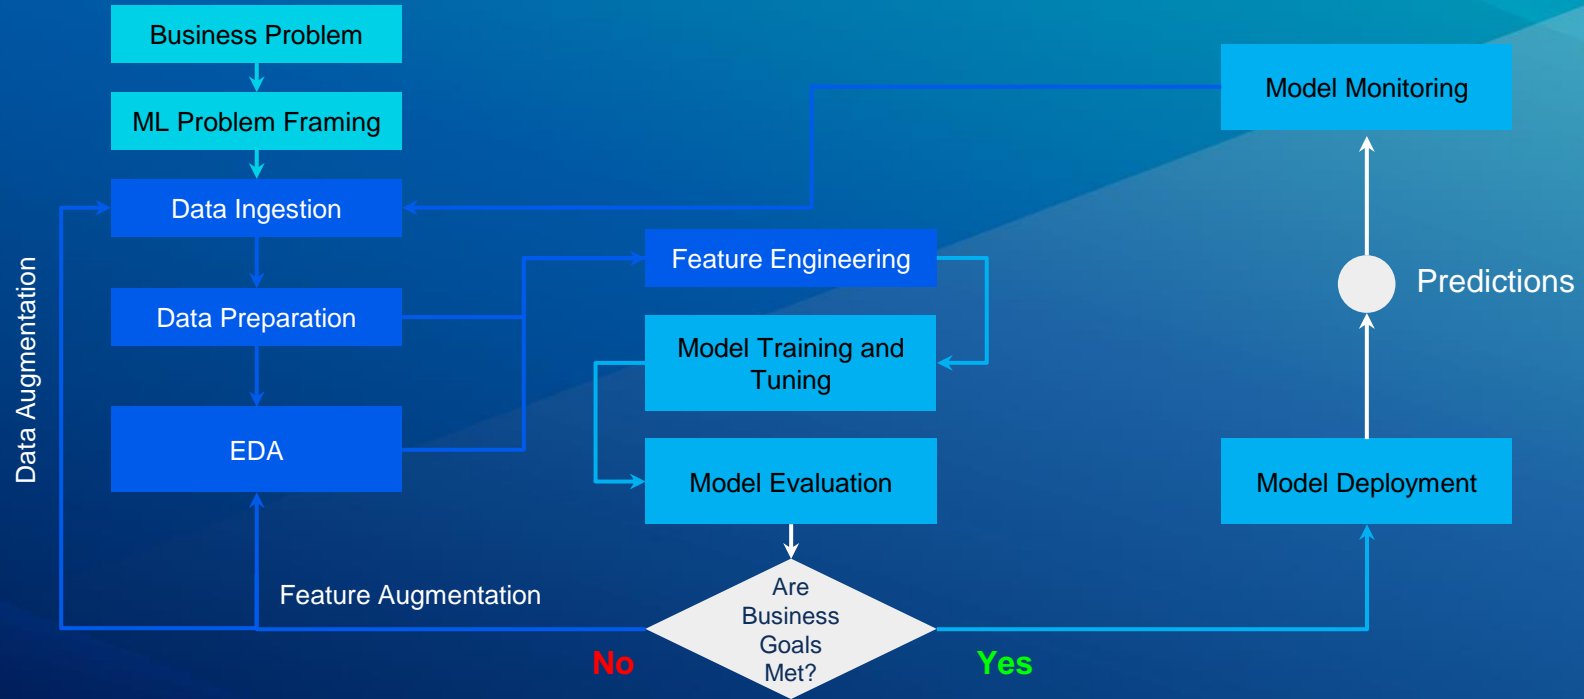 Business Problem
ML Problem Framing
Data Ingestion
Data Preparation
EDA
Data Augmentation
Feature Augmentation
Feature Engineering
Model Training and
Tuning
Model Evaluation
Are
Business
Goals
Met?
No
Yes
Model Deployment
Predictions
Model Monitoring